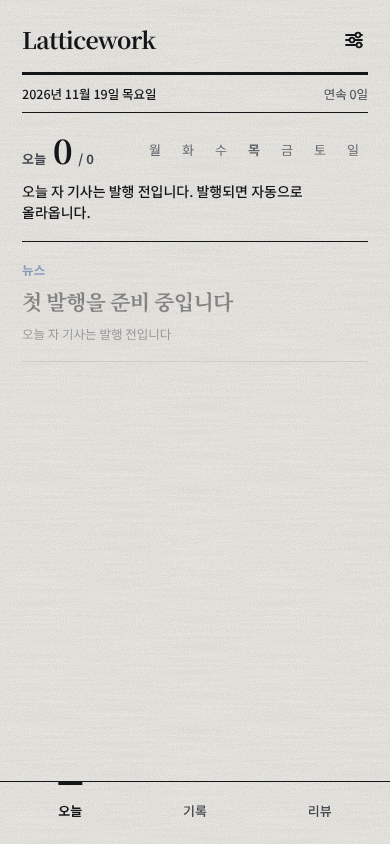 Latticework
2026년 11월 19일 목요일
연속 0일
오늘 0 / 0
월 화 수 목 금 토 일
오늘 자 기사는 발행 전입니다. 발행되면 자동으로
올라옵니다.
뉴스
첫 발행을 준비 중입니다
오늘 자 기사는 발행 전입니다
오늘 기록 리뷰